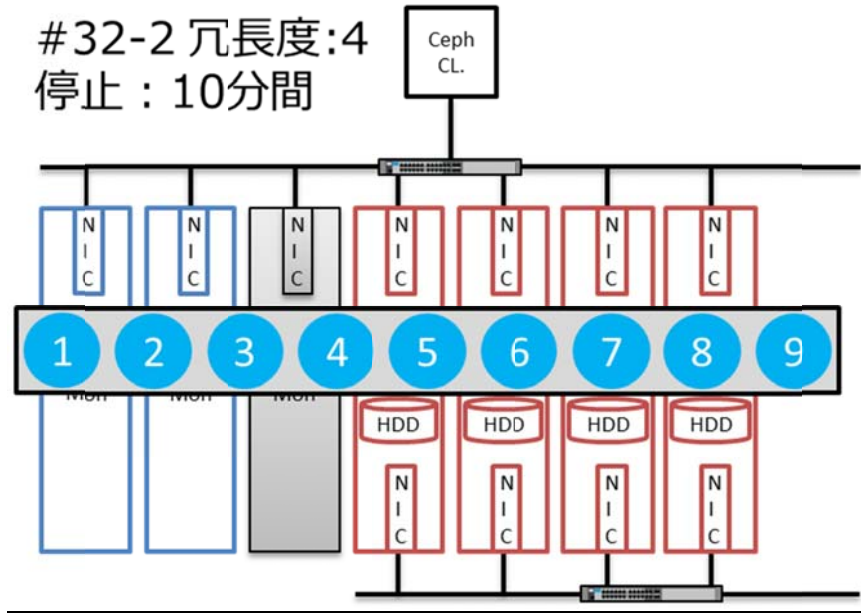 #32-2 冗長度:4
停止：10分間
Ceph
CL.
N I C
N I C
N I C
N I C
N I C
N I C
N I C
1 2 3 4 5 6 7 8 9
Mon Mon Mon
HDD HDD HDD HDD
N I C
N I C
N I C
N I C